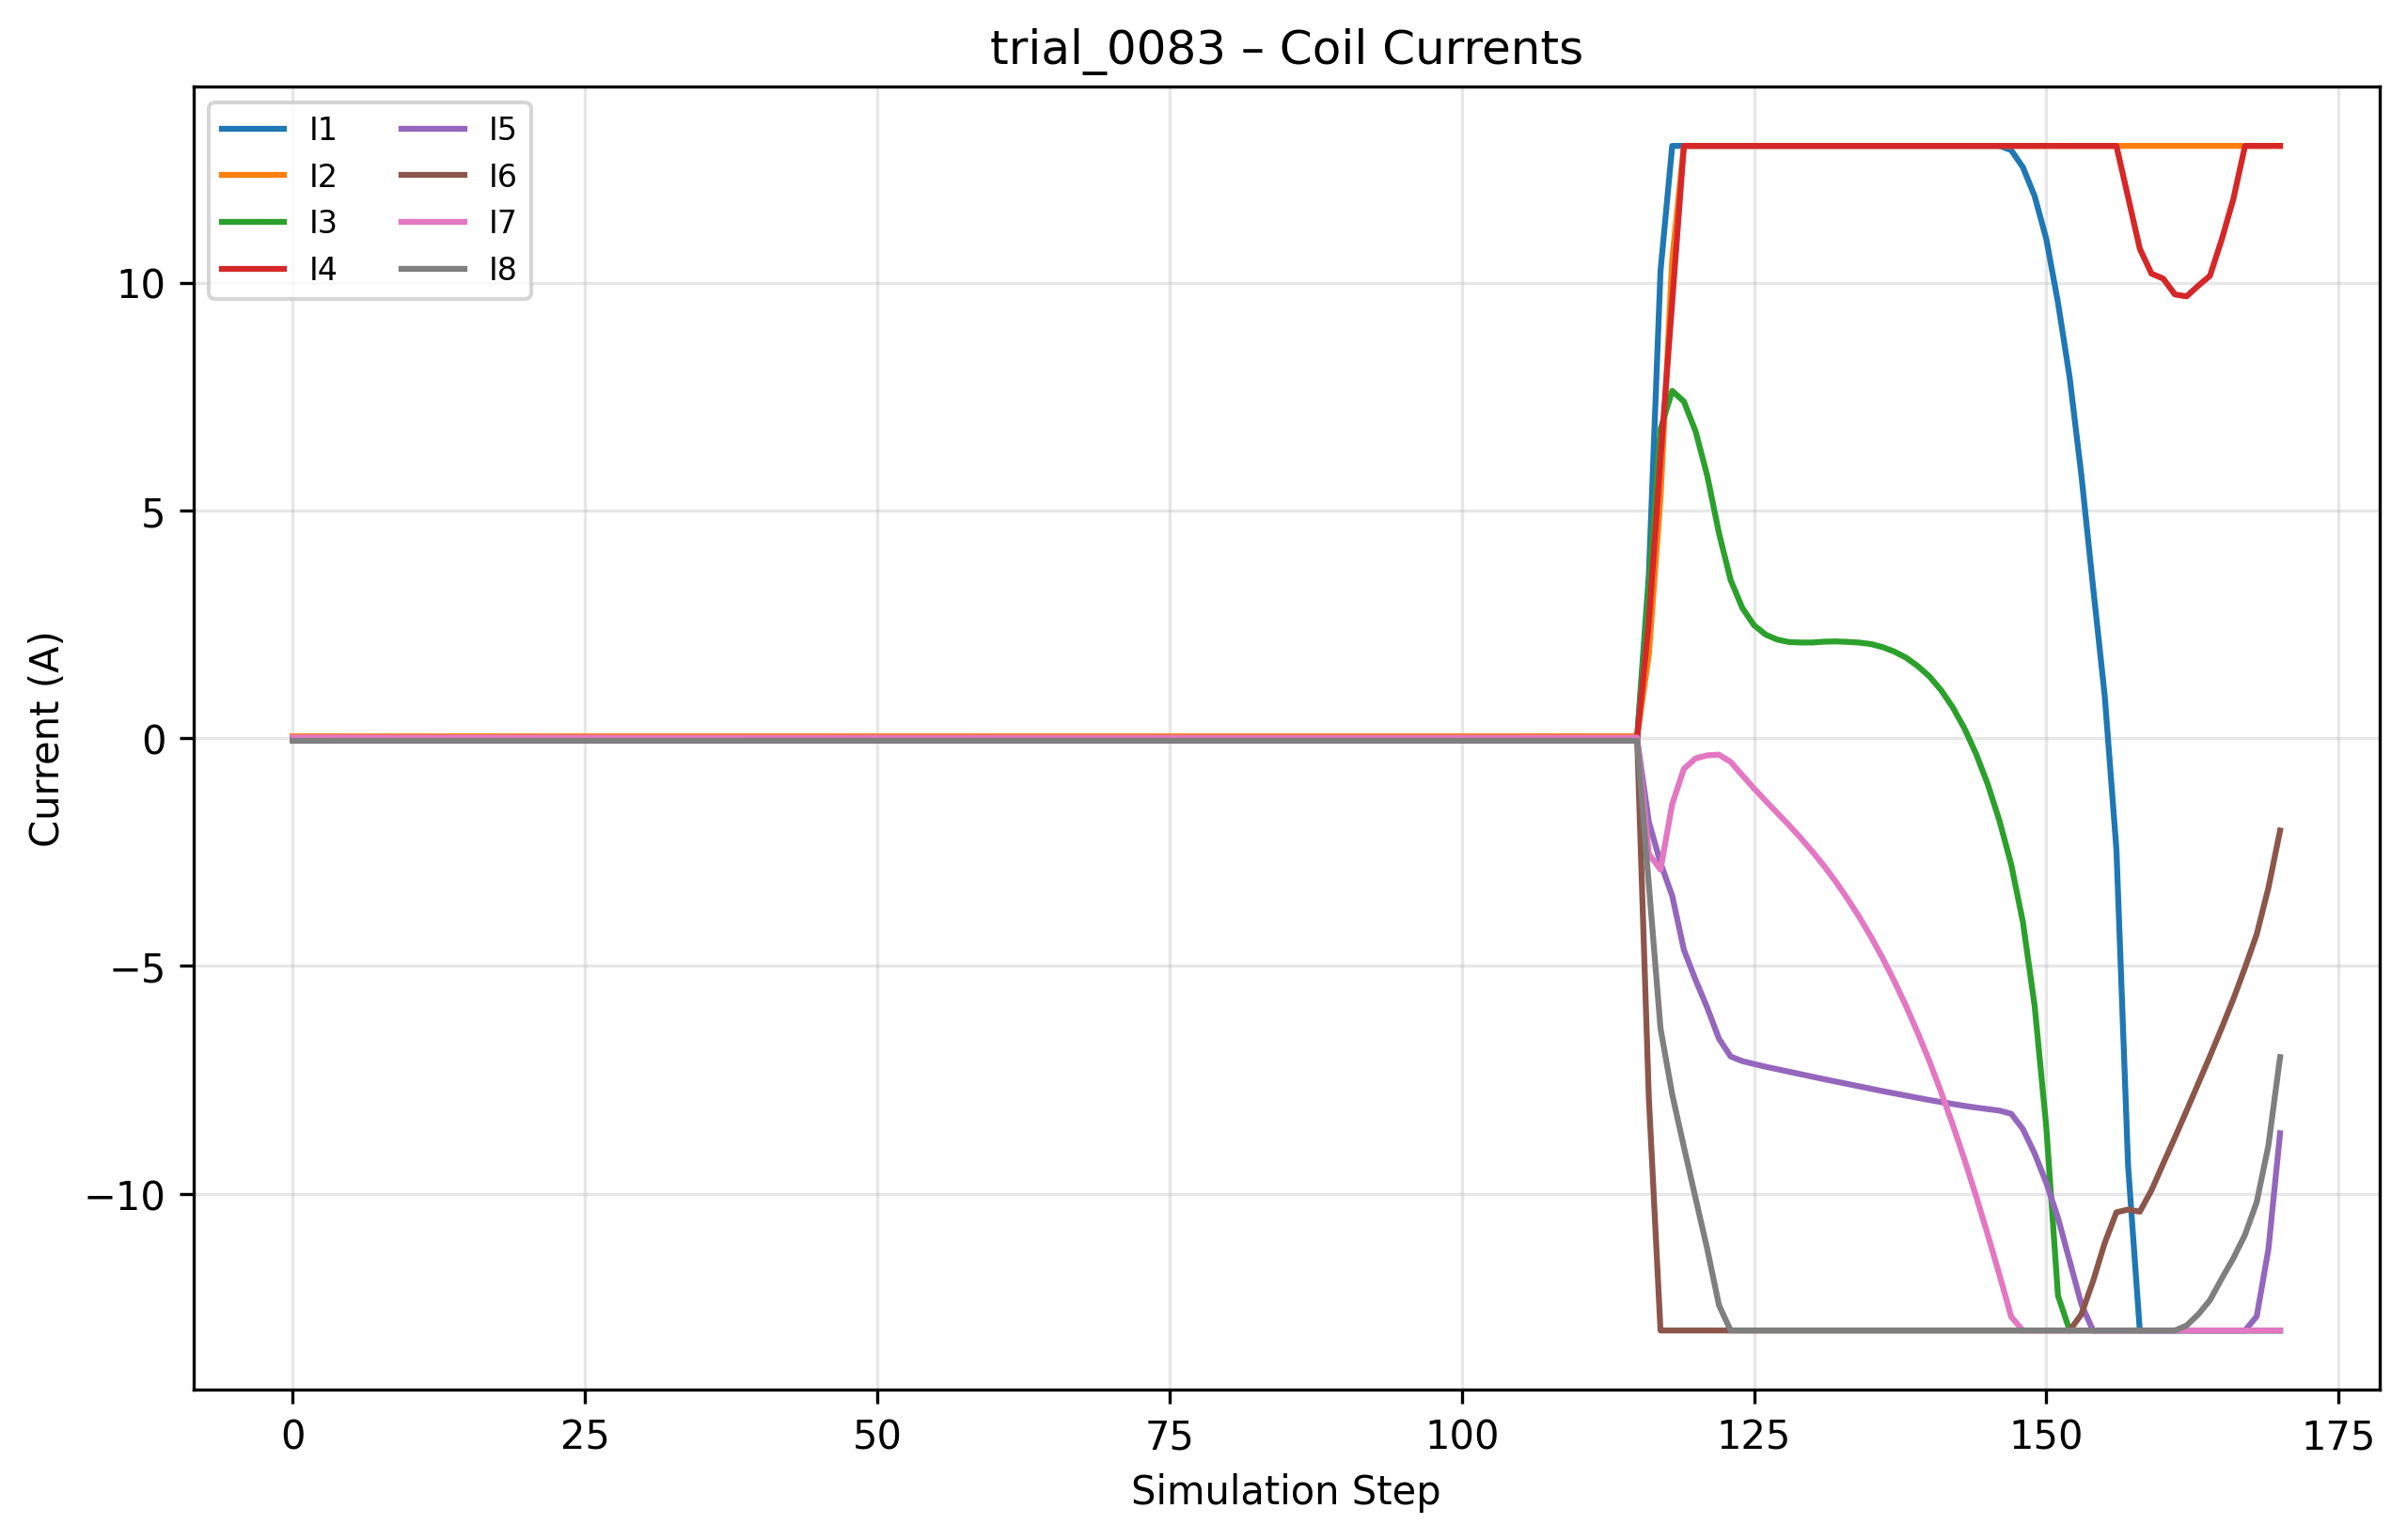 trial_0083 – Coil Currents
I1 I5
I2 I6
I3 I7
I4 I8
Current (A)
10
5
0
−5
−10
0 25 50 75 100 125 150 175
Simulation Step